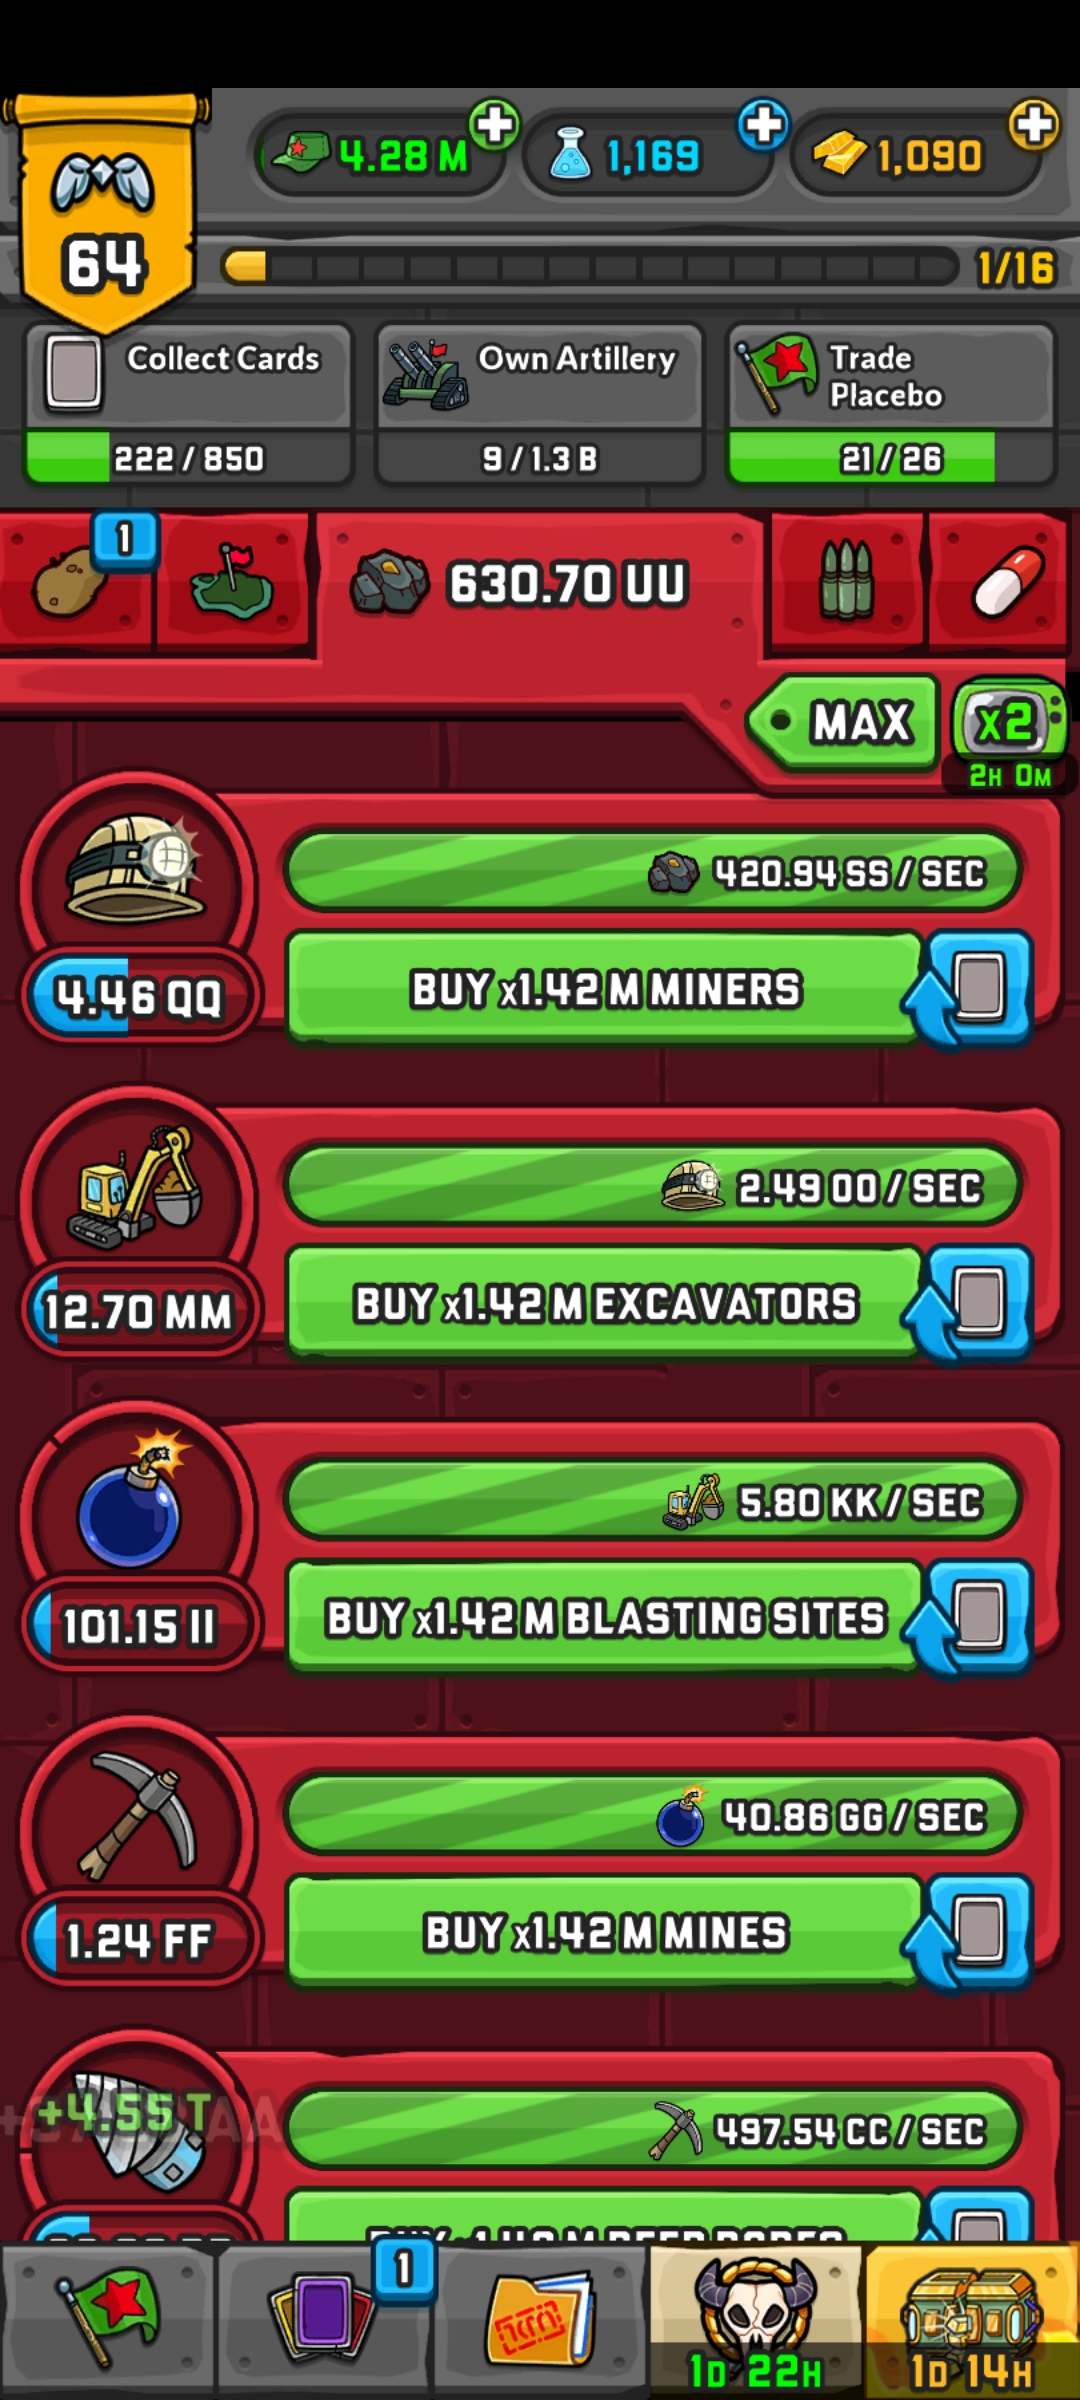 4.28 M
1,169
1,090
64
1/16
Collect Cards
222 / 850
Own Artillery
9 / 1.3 B
Trade
Placebo
21 / 26
1
630.70 UU
MAX
x2
2H 0M
420.94 SS / SEC
4.46 QQ
BUY x1.42 M MINERS
2.49 OO / SEC
12.70 MM
BUY x1.42 M EXCAVATORS
5.80 KK / SEC
101.15 II
BUY x1.42 M BLASTING SITES
40.86 GG / SEC
1.24 FF
BUY x1.42 M MINES
+4.55 T
497.54 CC / SEC
1
1D 22H
1D 14H